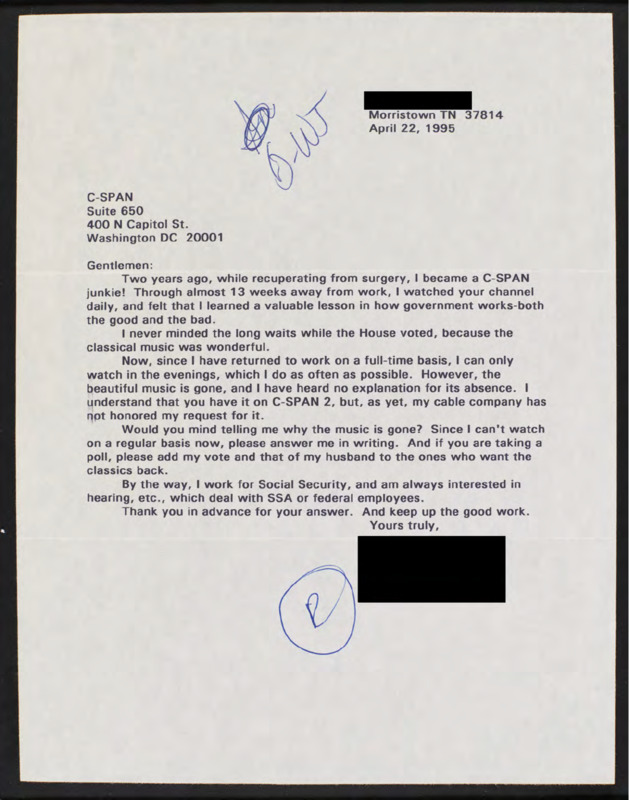 Morristown TN 37814
April 22, 1995
C-SPAN
Suite 650
400 N Capitol St.
Washington DC 20001
Gentlemen:
Two years ago, while recuperating from surgery, I became a C-SPAN
junkie! Through almost 13 weeks away from work, I watched your channel
daily, and felt that I learned a valuable lesson in how government works-both
the good and the bad.
I never minded the long waits while the House voted, because the
classical music was wonderful.
Now, since I have returned to work on a full-time basis, I can only
watch in the evenings, which I do as often as possible. However, the
beautiful music is gone, and I have heard no explanation for its absence. I
understand that you have it on C-SPAN 2, but, as yet, my cable company has
not honored my request for it.
Would you mind telling me why the music is gone? Since I can't watch
on a regular basis now, please answer me in writing. And if you are taking a
poll, please add my vote and that of my husband to the ones who want the
classics back.
By the way, I work for Social Security, and am always interested in
hearing, etc., which deal with SSA or federal employees.
Thank you in advance for your answer. And keep up the good work.
Yours truly,
R